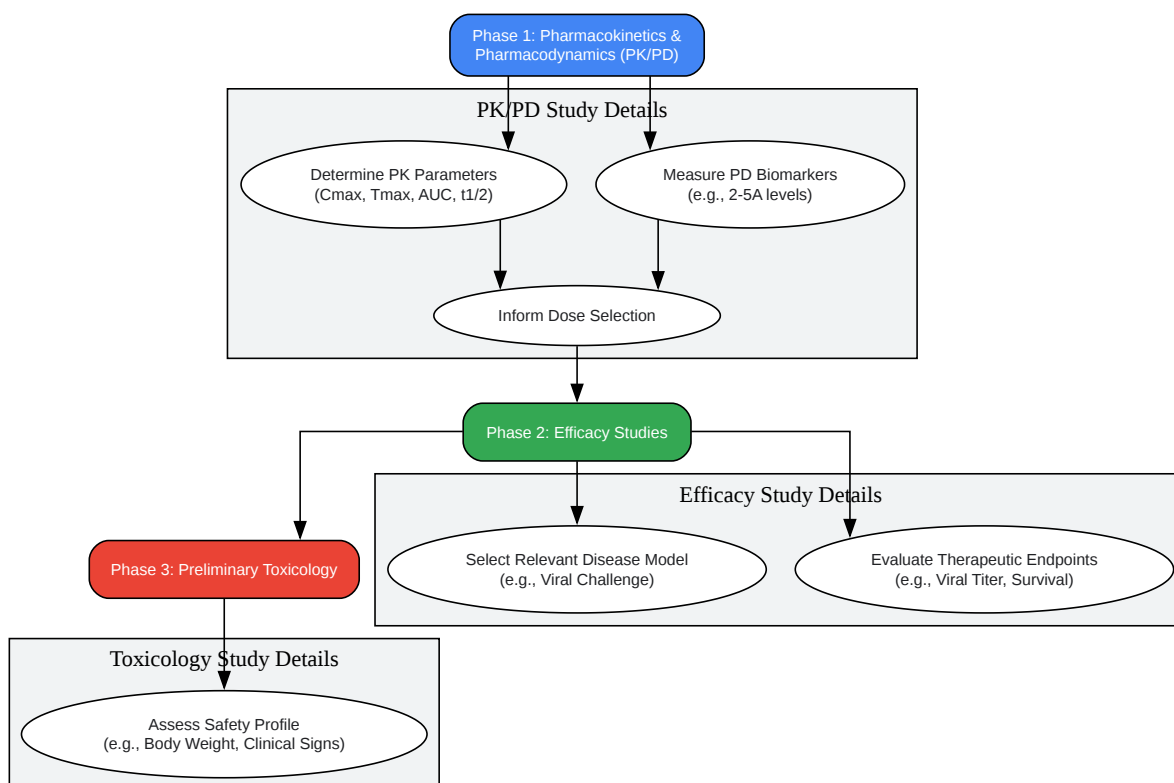 Phase 1: Pharmacokinetics &
Pharmacodynamics (PK/PD)
PK/PD Study Details
Determine PK Parameters
(Cmax, Tmax, AUC, t1/2)
Measure PD Biomarkers
(e.g., 2-5A levels)
Inform Dose Selection
Phase 2: Efficacy Studies
Efficacy Study Details
Select Relevant Disease Model
(e.g., Viral Challenge)
Evaluate Therapeutic Endpoints
(e.g., Viral Titer, Survival)
Phase 3: Preliminary Toxicology
Toxicology Study Details
Assess Safety Profile
(e.g., Body Weight, Clinical Signs)